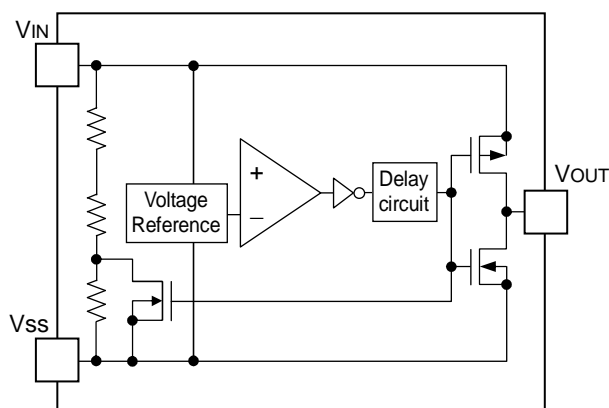 VIN
+
−
Voltage
Reference
Delay
circuit
VOUT
VSS